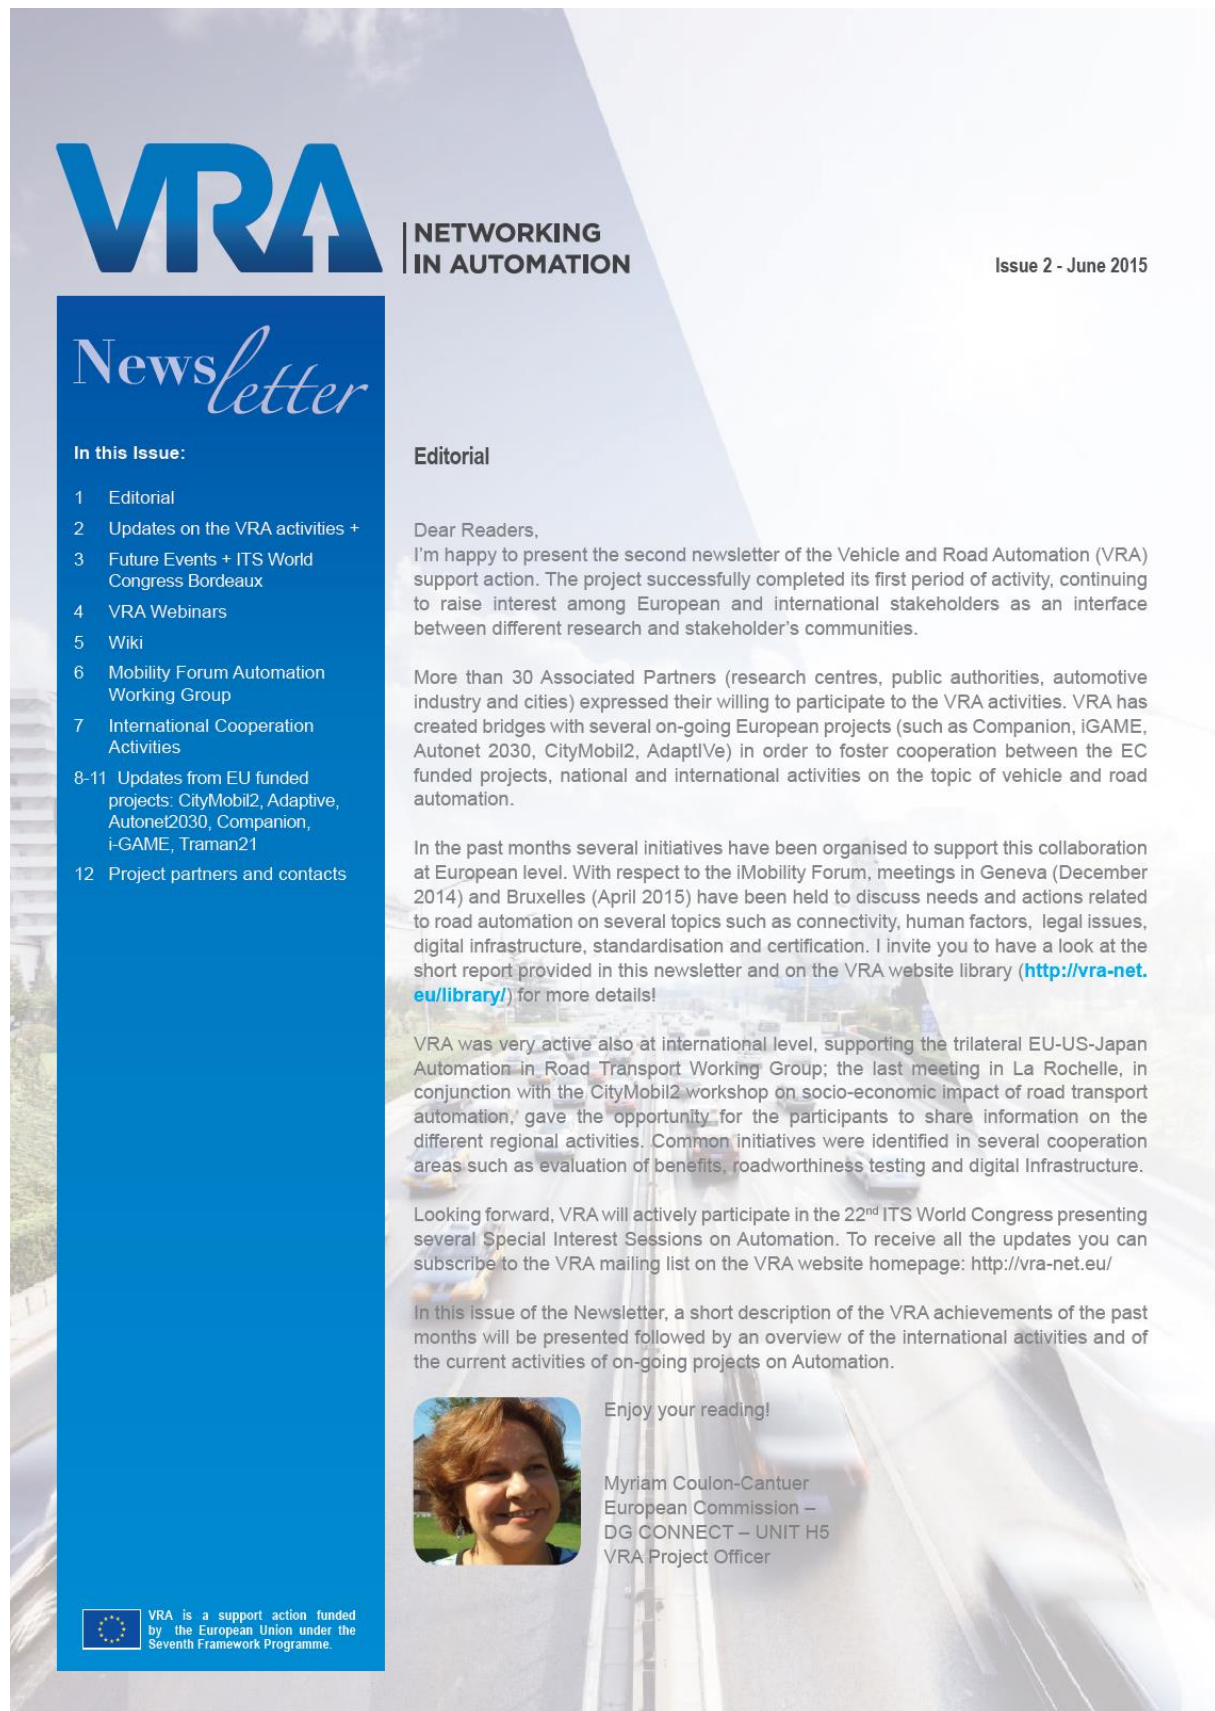 VRA
NETWORKING
IN AUTOMATION
Issue 2 - June 2015
Newsletter
In this Issue:
1 Editorial
2 Updates on the VRA activities +
3 Future Events + ITS World
Congress Bordeaux
4 VRA Webinars
5 Wiki
6 Mobility Forum Automation
Working Group
7 International Cooperation
Activities
8-11 Updates from EU funded
projects: CityMobil2, Adaptive,
Autonet2030, Companion,
i-GAME, Traman21
12 Project partners and contacts
VRA is a support action funded
by the European Union under the
Seventh Framework Programme.
Editorial
Dear Readers,
I'm happy to present the second newsletter of the Vehicle and Road Automation (VRA)
support action. The project successfully completed its first period of activity, continuing
to raise interest among European and international stakeholders as an interface
between different research and stakeholder's communities.
More than 30 Associated Partners (research centres, public authorities, automotive
industry and cities) expressed their willing to participate to the VRA activities. VRA has
created bridges with several on-going European projects (such as Companion, iGAME,
Autonet 2030, CityMobil2, AdaptIVe) in order to foster cooperation between the EC
funded projects, national and international activities on the topic of vehicle and road
automation.
In the past months several initiatives have been organised to support this collaboration
at European level. With respect to the iMobility Forum, meetings in Geneva (December
2014) and Bruxelles (April 2015) have been held to discuss needs and actions related
to road automation on several topics such as connectivity, human factors, legal issues,
digital infrastructure, standardisation and certification. I invite you to have a look at the
short report provided in this newsletter and on the VRA website library (http://vra-net.
eu/library/) for more details!
VRA was very active also at international level, supporting the trilateral EU-US-Japan
Automation in Road Transport Working Group; the last meeting in La Rochelle, in
conjunction with the CityMobil2 workshop on socio-economic impact of road transport
automation, gave the opportunity for the participants to share information on the
different regional activities. Common initiatives were identified in several cooperation
areas such as evaluation of benefits, roadworthiness testing and digital Infrastructure.
Looking forward, VRA will actively participate in the 22nd ITS World Congress presenting
several Special Interest Sessions on Automation. To receive all the updates you can
subscribe to the VRA mailing list on the VRA website homepage: http://vra-net.eu/
In this issue of the Newsletter, a short description of the VRA achievements of the past
months will be presented followed by an overview of the international activities and of
the current activities of on-going projects on Automation.
Enjoy your reading!
Myriam Coulon-Cantuer
European Commission –
DG CONNECT – UNIT H5
VRA Project Officer